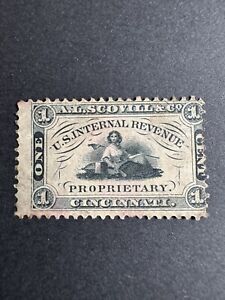 A.L. SCOVILL & Co.
1 1
U.S. INTERNAL REVENUE
ONE CENT
PROPRIETARY.
1 1
CINCINNATI.